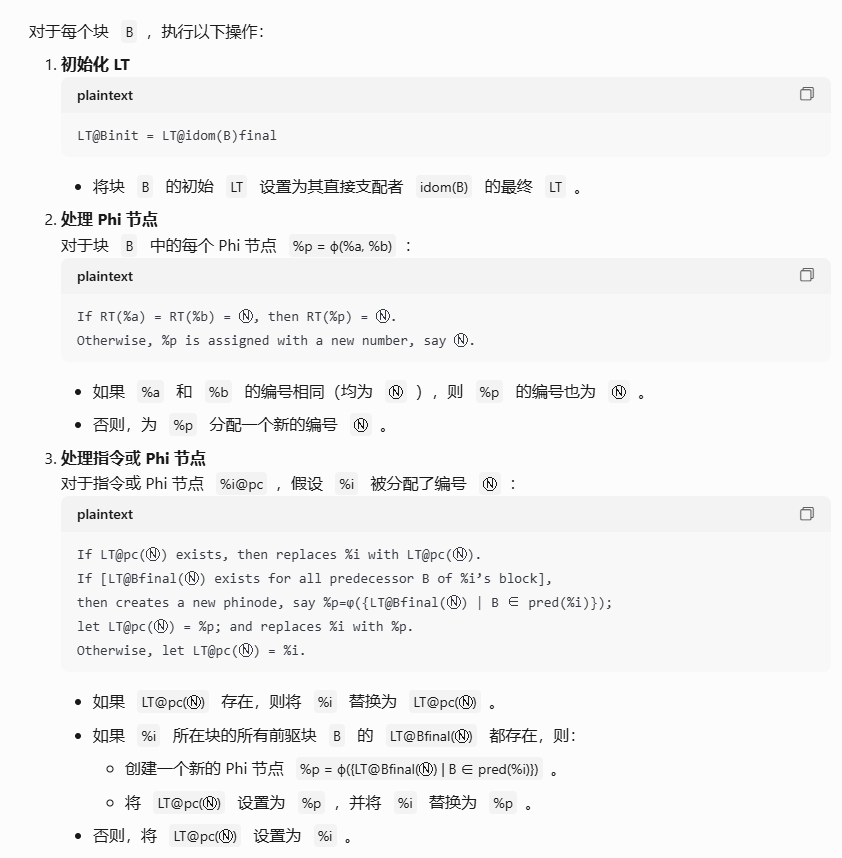 对于每个块 B ，执行以下操作：
1. 初始化 LT
plaintext
LT@Binit = LT@idom(B)final
• 将块 B 的初始 LT 设置为其直接支配者 idom(B) 的最终 LT 。
2. 处理 Phi 节点
对于块 B 中的每个 Phi 节点 %p = ϕ(%a, %b) ：
plaintext
If RT(%a) = RT(%b) = Ⓝ, then RT(%p) = Ⓝ.
Otherwise, %p is assigned with a new number, say Ⓝ.
• 如果 %a 和 %b 的编号相同（均为 Ⓝ ），则 %p 的编号也为 Ⓝ 。
• 否则，为 %p 分配一个新的编号 Ⓝ 。
3. 处理指令或 Phi 节点
对于指令或 Phi 节点 %i@pc ，假设 %i 被分配了编号 Ⓝ ：
plaintext
If LT@pc(Ⓝ) exists, then replaces %i with LT@pc(Ⓝ).
If [LT@Bfinal(Ⓝ) exists for all predecessor B of %i’s block],
then creates a new phinode, say %p=φ({LT@Bfinal(Ⓝ) | B ∈ pred(%i)});
let LT@pc(Ⓝ) = %p; and replaces %i with %p.
Otherwise, let LT@pc(Ⓝ) = %i.
• 如果 LT@pc(Ⓝ) 存在，则将 %i 替换为 LT@pc(Ⓝ) 。
• 如果 %i 所在块的所有前驱块 B 的 LT@Bfinal(Ⓝ) 都存在，则：
○ 创建一个新的 Phi 节点 %p = ϕ({LT@Bfinal(Ⓝ) | B ∈ pred(%i)}) 。
○ 将 LT@pc(Ⓝ) 设置为 %p ，并将 %i 替换为 %p 。
• 否则，将 LT@pc(Ⓝ) 设置为 %i 。